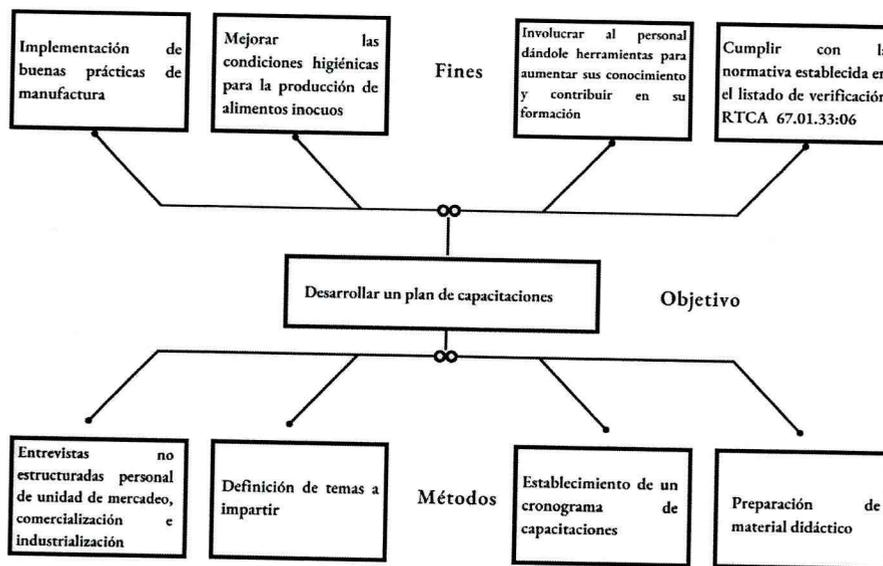 Implementación de
buenas prácticas de
manufactura
Mejorar las
condiciones higiénicas
para la producción de
alimentos inocuos
Fines
Involucrar al personal
dándole herramientas para
aumentar sus conocimiento
y contribuir en su
formación
Cumplir con la
normativa establecida en
el listado de verificación
RTCA 67.01.33:06
Desarrollar un plan de capacitaciones
Objetivo
Entrevistas no
estructuradas personal
de unidad de mercadeo,
comercialización e
industrialización
Definición de temas a
impartir
Métodos
Establecimiento de un
cronograma de
capacitaciones
Preparación de
material didáctico